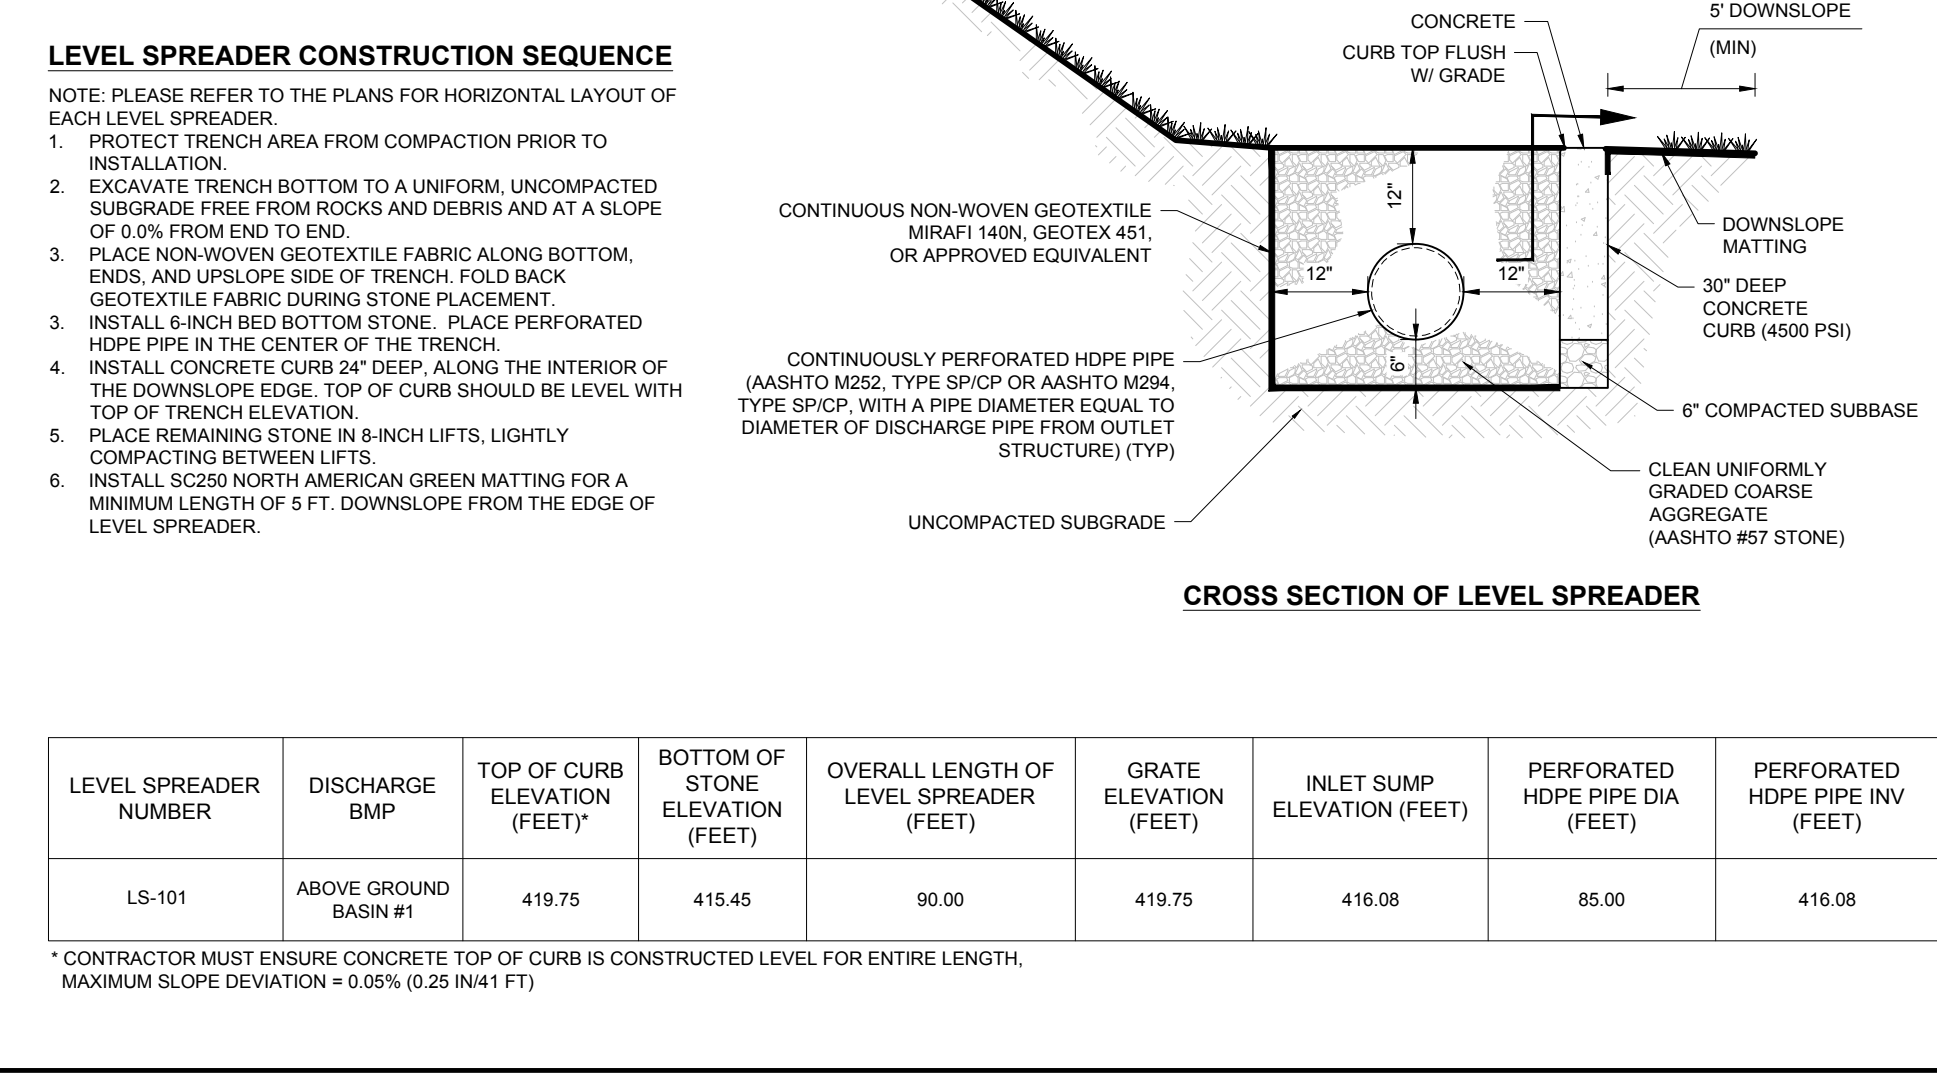 LEVEL SPREADER CONSTRUCTION SEQUENCE
NOTE: PLEASE REFER TO THE PLANS FOR HORIZONTAL LAYOUT OF
EACH LEVEL SPREADER.
1. PROTECT TRENCH AREA FROM COMPACTION PRIOR TO
INSTALLATION.
2. EXCAVATE TRENCH BOTTOM TO A UNIFORM, UNCOMPACTED
SUBGRADE FREE FROM ROCKS AND DEBRIS AND AT A SLOPE
OF 0.0% FROM END TO END.
3. PLACE NON-WOVEN GEOTEXTILE FABRIC ALONG BOTTOM,
ENDS, AND UPSLOPE SIDE OF TRENCH. FOLD BACK
GEOTEXTILE FABRIC DURING STONE PLACEMENT.
3. INSTALL 6-INCH BED BOTTOM STONE. PLACE PERFORATED
HDPE PIPE IN THE CENTER OF THE TRENCH.
4. INSTALL CONCRETE CURB 24" DEEP, ALONG THE INTERIOR OF
THE DOWNSLOPE EDGE. TOP OF CURB SHOULD BE LEVEL WITH
TOP OF TRENCH ELEVATION.
5. PLACE REMAINING STONE IN 8-INCH LIFTS, LIGHTLY
COMPACTING BETWEEN LIFTS.
6. INSTALL SC250 NORTH AMERICAN GREEN MATTING FOR A
MINIMUM LENGTH OF 5 FT. DOWNSLOPE FROM THE EDGE OF
LEVEL SPREADER.
CONCRETE
CURB TOP FLUSH
W/ GRADE
5' DOWNSLOPE
(MIN)
CONTINUOUS NON-WOVEN GEOTEXTILE
MIRAFI 140N, GEOTEX 451,
OR APPROVED EQUIVALENT
12"
12"
12"
6"
DOWNSLOPE
MATTING
30" DEEP
CONCRETE
CURB (4500 PSI)
CONTINUOUSLY PERFORATED HDPE PIPE
(AASHTO M252, TYPE SP/CP OR AASHTO M294,
TYPE SP/CP, WITH A PIPE DIAMETER EQUAL TO
DIAMETER OF DISCHARGE PIPE FROM OUTLET
STRUCTURE) (TYP)
6" COMPACTED SUBBASE
CLEAN UNIFORMLY
GRADED COARSE
AGGREGATE
(AASHTO #57 STONE)
UNCOMPACTED SUBGRADE
CROSS SECTION OF LEVEL SPREADER
LEVEL SPREADER
NUMBER
DISCHARGE
BMP
TOP OF CURB
ELEVATION
(FEET)*
BOTTOM OF
STONE
ELEVATION
(FEET)
OVERALL LENGTH OF
LEVEL SPREADER
(FEET)
GRATE
ELEVATION
(FEET)
INLET SUMP
ELEVATION (FEET)
PERFORATED
HDPE PIPE DIA
(FEET)
PERFORATED
HDPE PIPE INV
(FEET)
LS-101
ABOVE GROUND
BASIN #1
419.75
415.45
90.00
419.75
416.08
85.00
416.08
* CONTRACTOR MUST ENSURE CONCRETE TOP OF CURB IS CONSTRUCTED LEVEL FOR ENTIRE LENGTH,
MAXIMUM SLOPE DEVIATION = 0.05% (0.25 IN/41 FT)